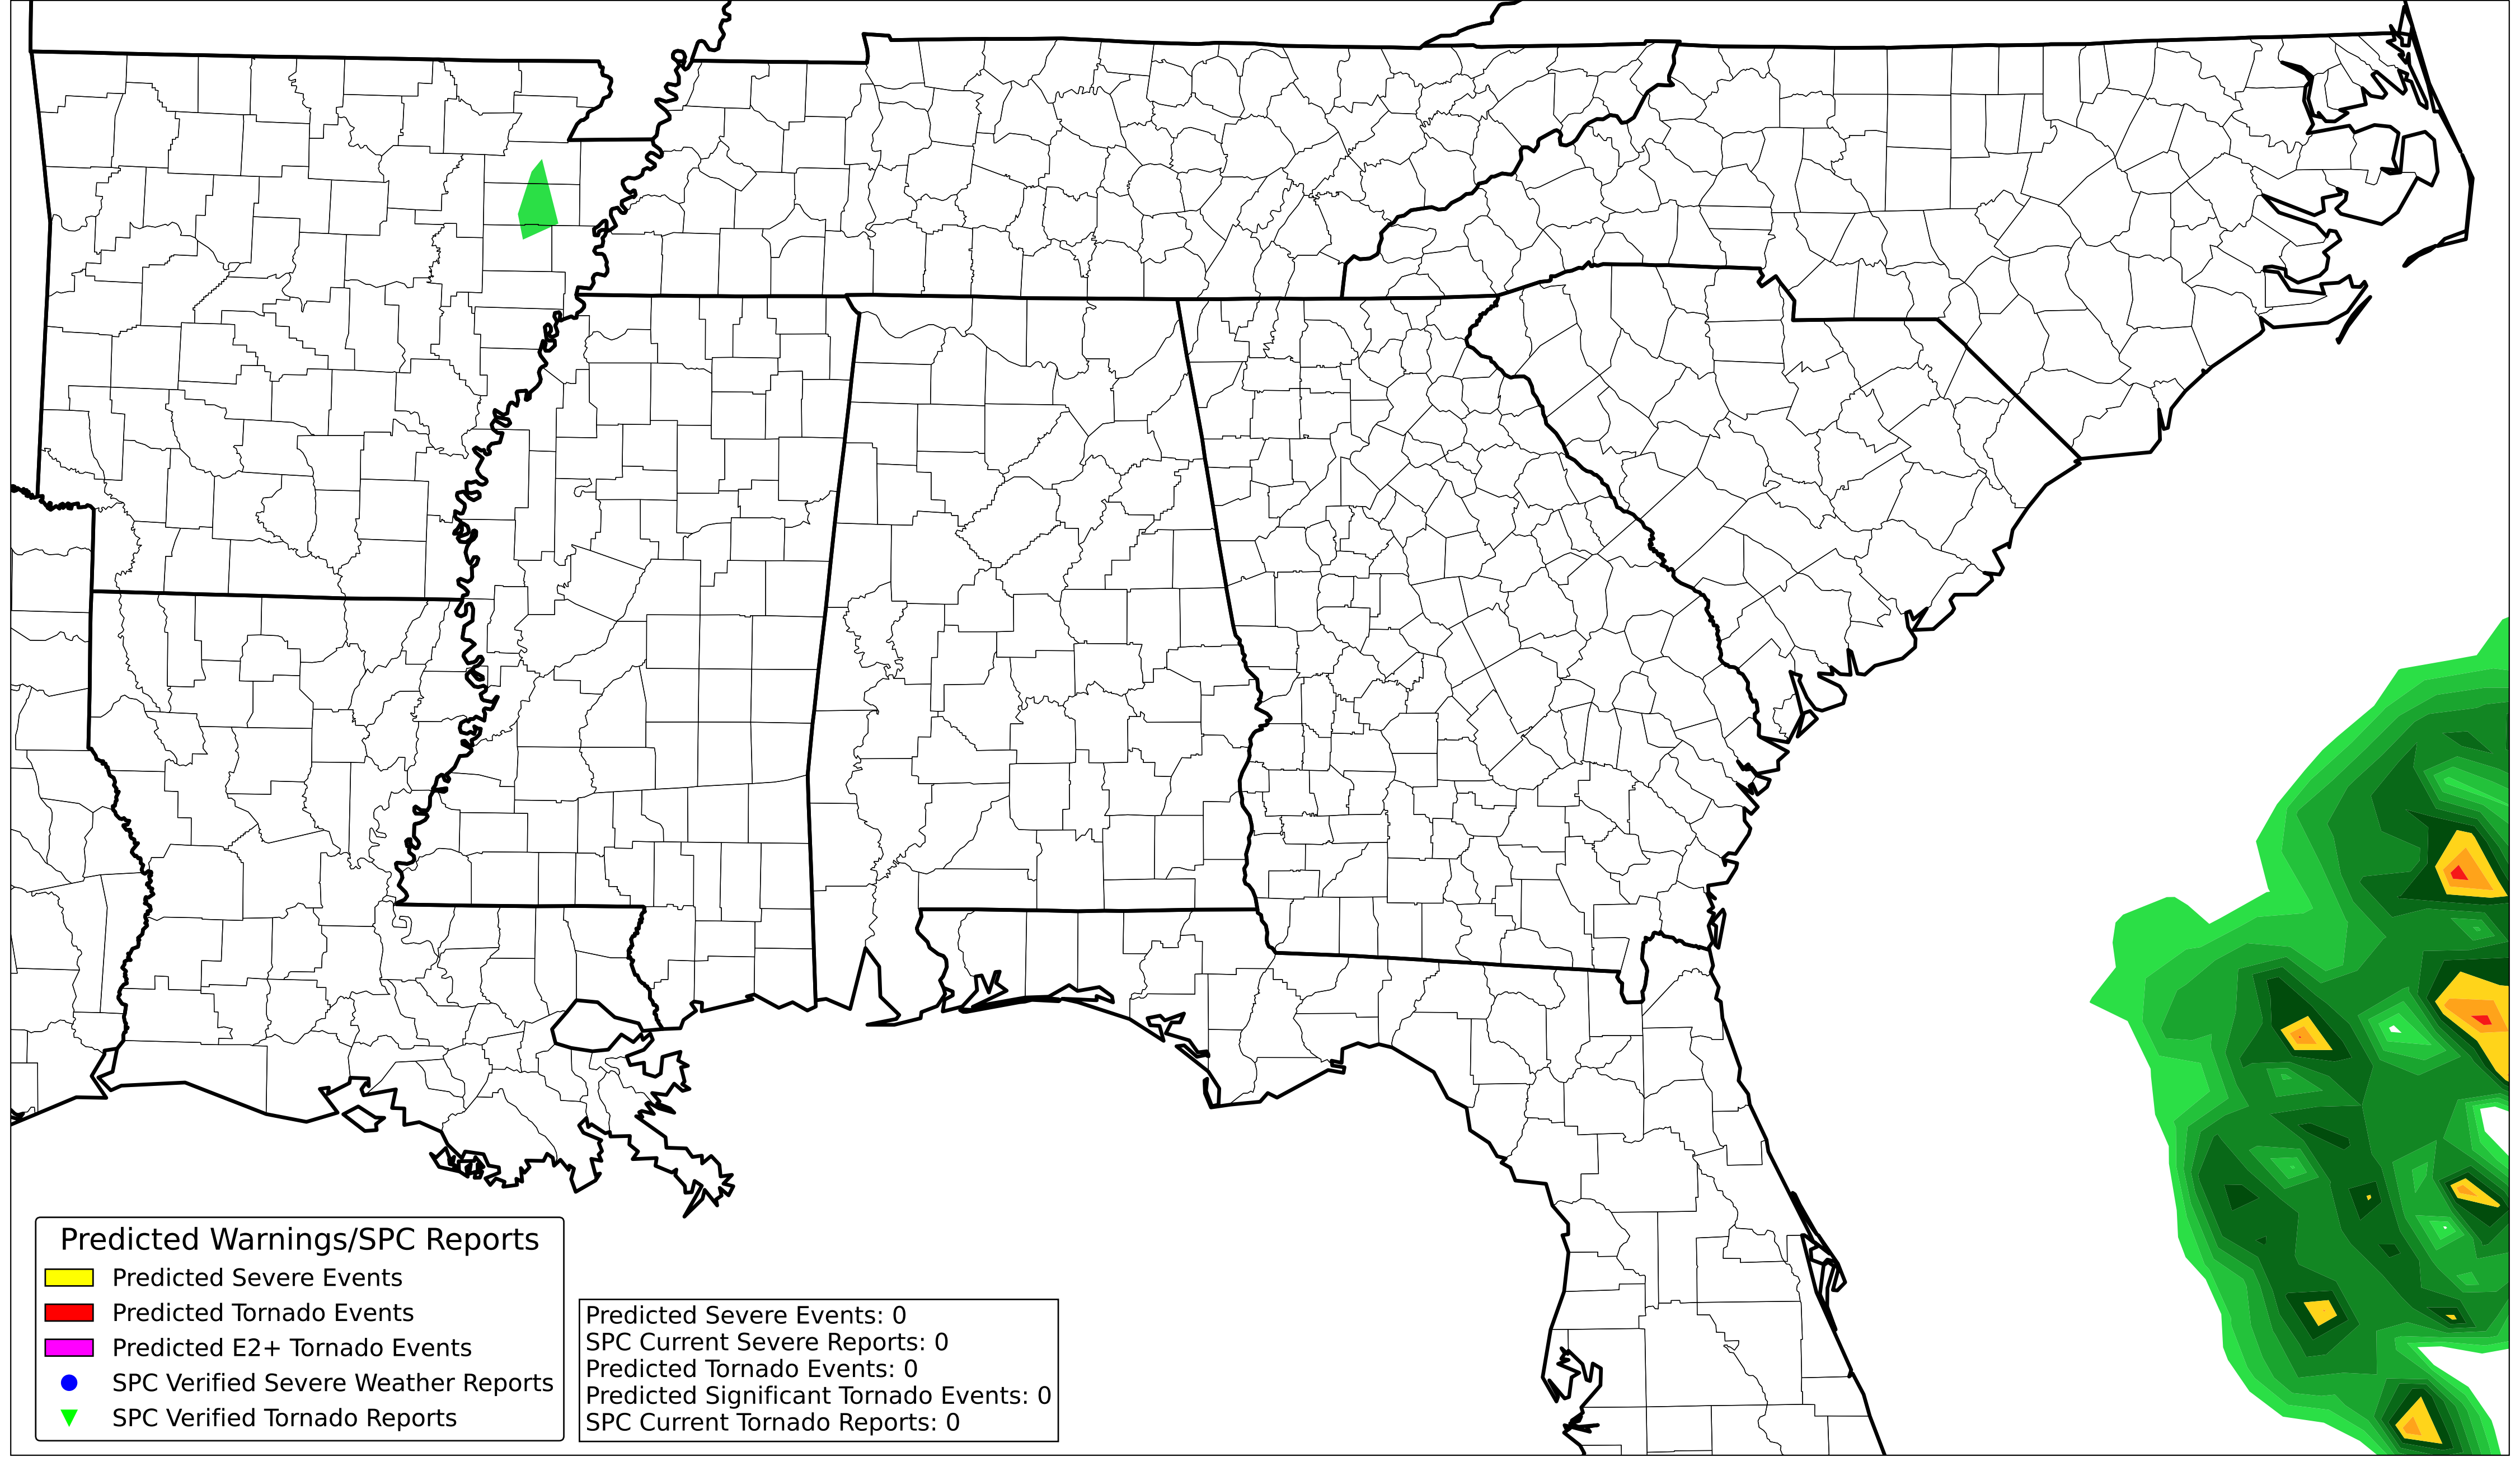 Predicted Warnings/SPC Reports
Predicted Severe Events
Predicted Tornado Events
Predicted E2+ Tornado Events
SPC Verified Severe Weather Reports
SPC Verified Tornado Reports
Predicted Severe Events: 0
SPC Current Severe Reports: 0
Predicted Tornado Events: 0
Predicted Significant Tornado Events: 0
SPC Current Tornado Reports: 0